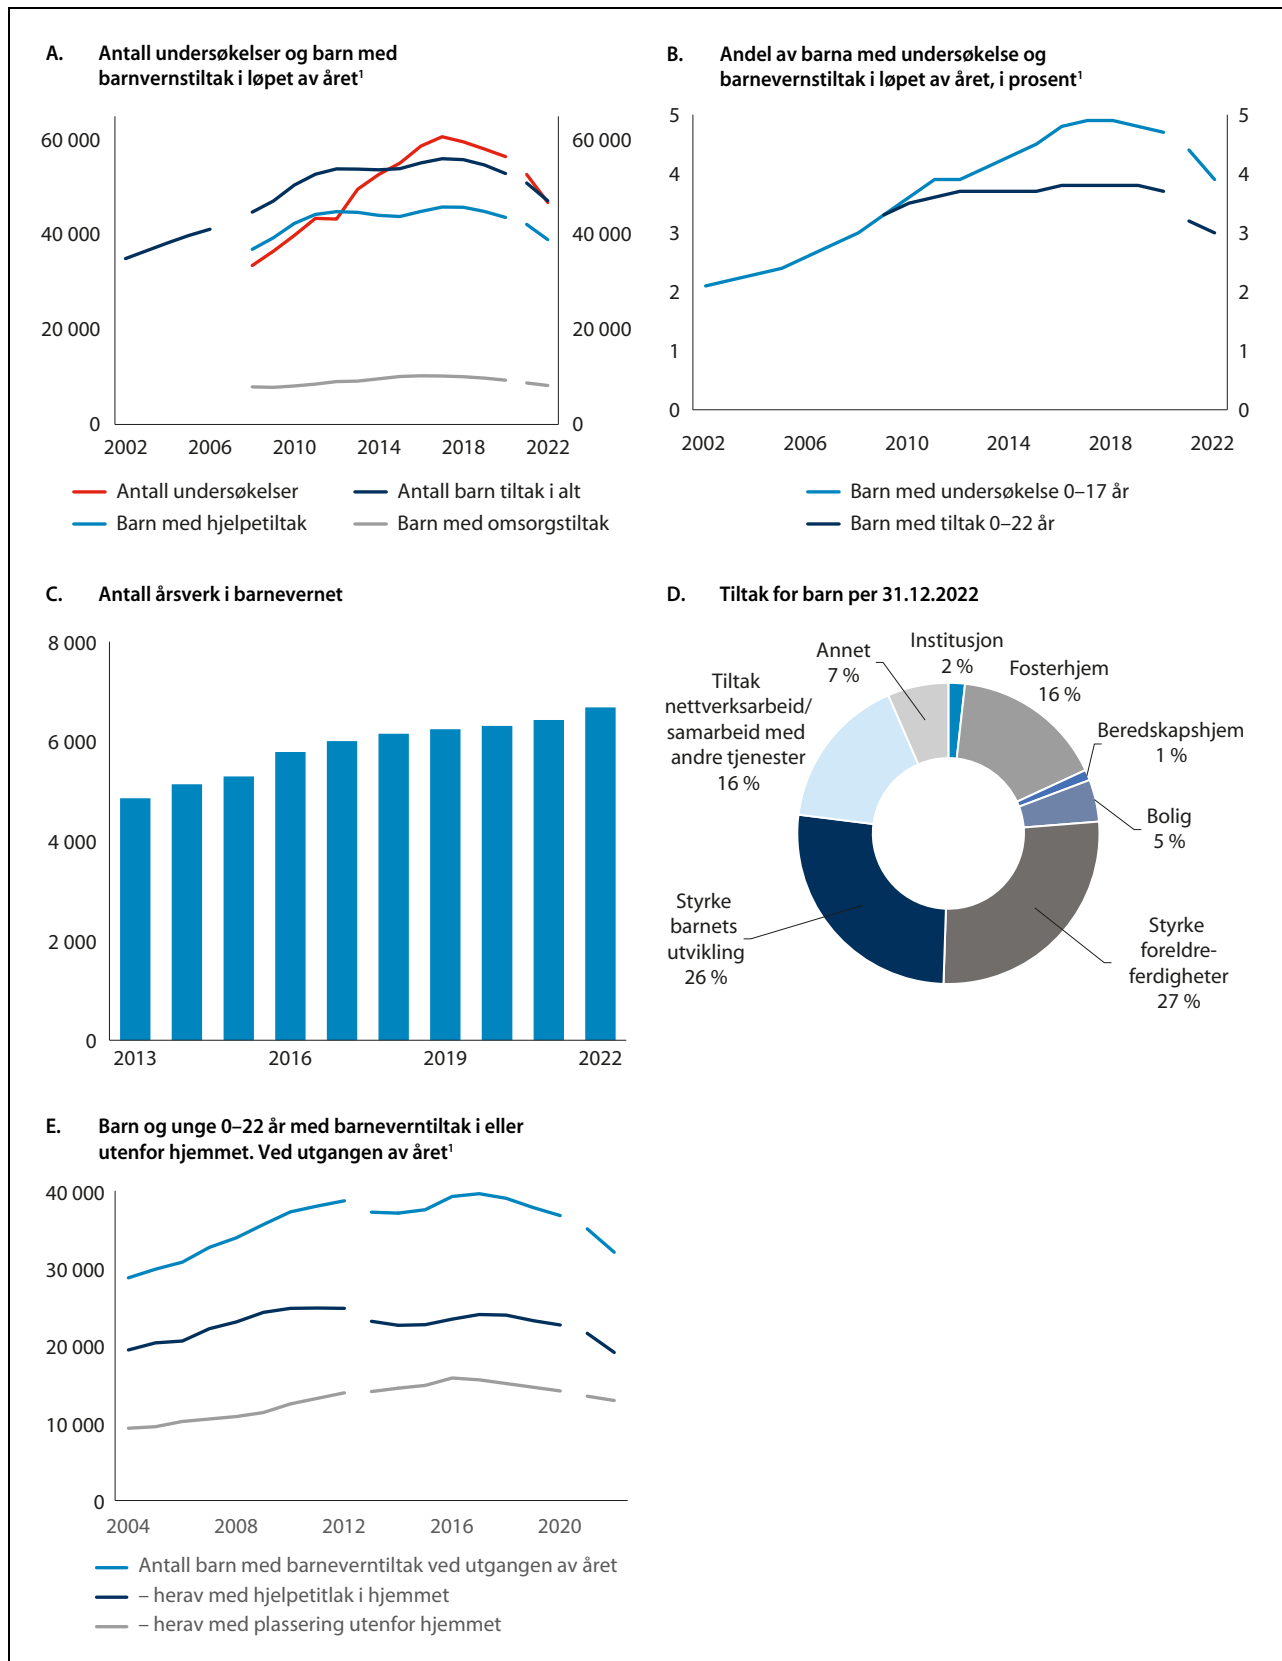 A. Antall undersøkelser og barn med
barnvernstiltak i løpet av året¹
60 000
40 000
20 000
0
60 000
40 000
20 000
0
2002 2006 2010 2014 2018 2022
Antall undersøkelser
Antall barn tiltak i alt
Barn med hjelpetiltak
Barn med omsorgstiltak
B. Andel av barna med undersøkelse og
barnevernstiltak i løpet av året, i prosent¹
5
4
3
2
1
0
5
4
3
2
1
0
2002 2006 2010 2014 2018 2022
Barn med undersøkelse 0–17 år
Barn med tiltak 0–22 år
C. Antall årsverk i barnevernet
8 000
6 000
4 000
2 000
0
2013 2016 2019 2022
D. Tiltak for barn per 31.12.2022
Institusjon
2 %
Fosterhjem
16 %
Beredskapshjem
1 %
Bolig
5 %
Styrke
foreldre-
ferdigheter
27 %
Styrke
barnets
utvikling
26 %
Tiltak
nettverksarbeid/
samarbeid med
andre tjenester
16 %
Annet
7 %
E. Barn og unge 0–22 år med barneverntiltak i eller
utenfor hjemmet. Ved utgangen av året¹
40 000
30 000
20 000
10 000
0
2004 2008 2012 2016 2020
Antall barn med barneverntiltak ved utgangen av året
– herav med hjelpetitlak i hjemmet
– herav med plassering utenfor hjemmet